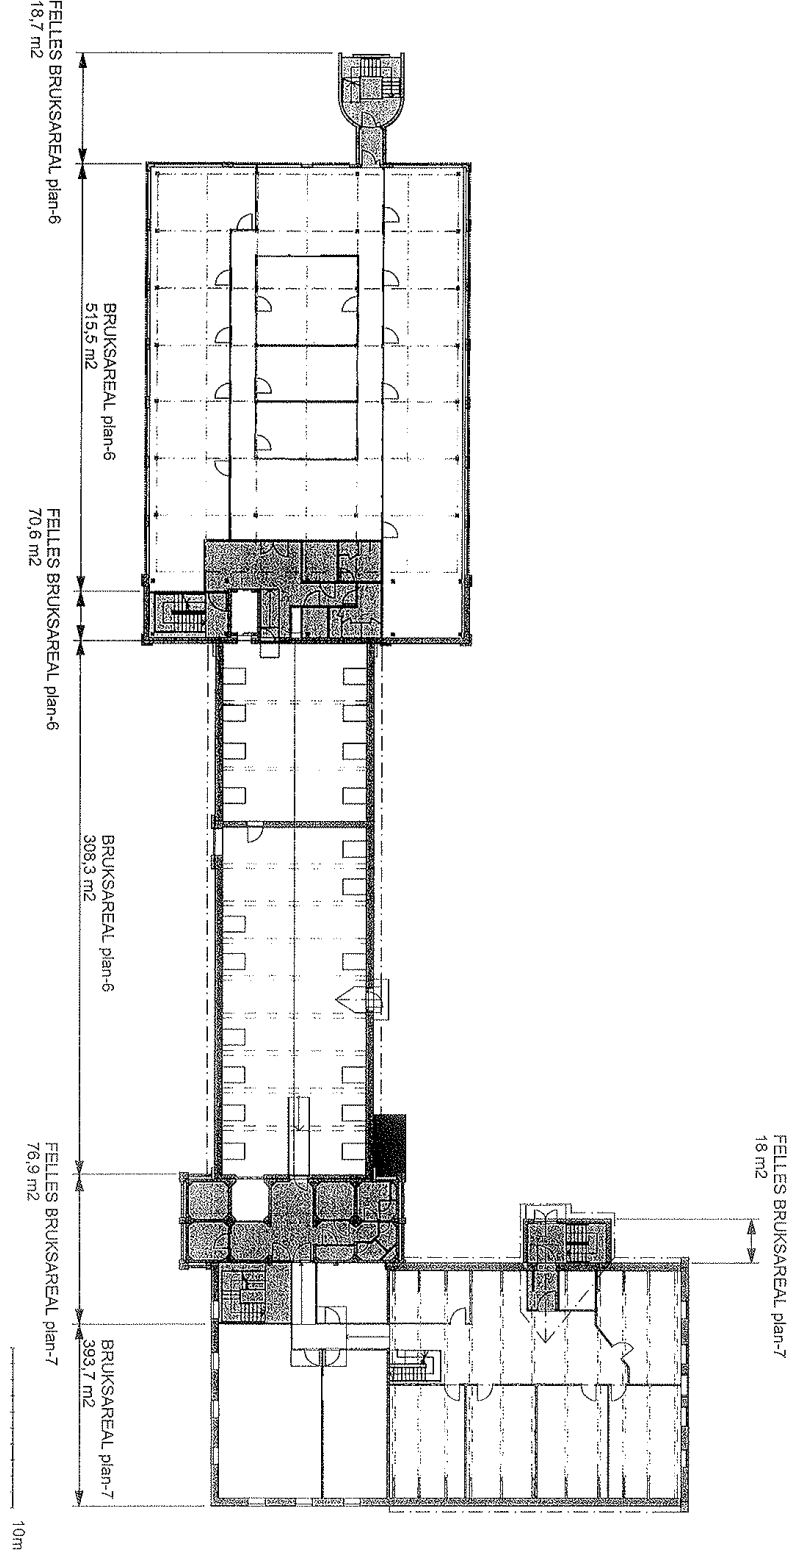 FELLES BRUKSAREAL plan-6
18,7 m2
BRUKSAREAL plan-6
515,5 m2
FELLES BRUKSAREAL plan-6
70,6 m2
BRUKSAREAL plan-6
308,3 m2
FELLES BRUKSAREAL plan-7
76,9 m2
FELLES BRUKSAREAL plan-7
18 m2
BRUKSAREAL plan-7
393,7 m2
10m